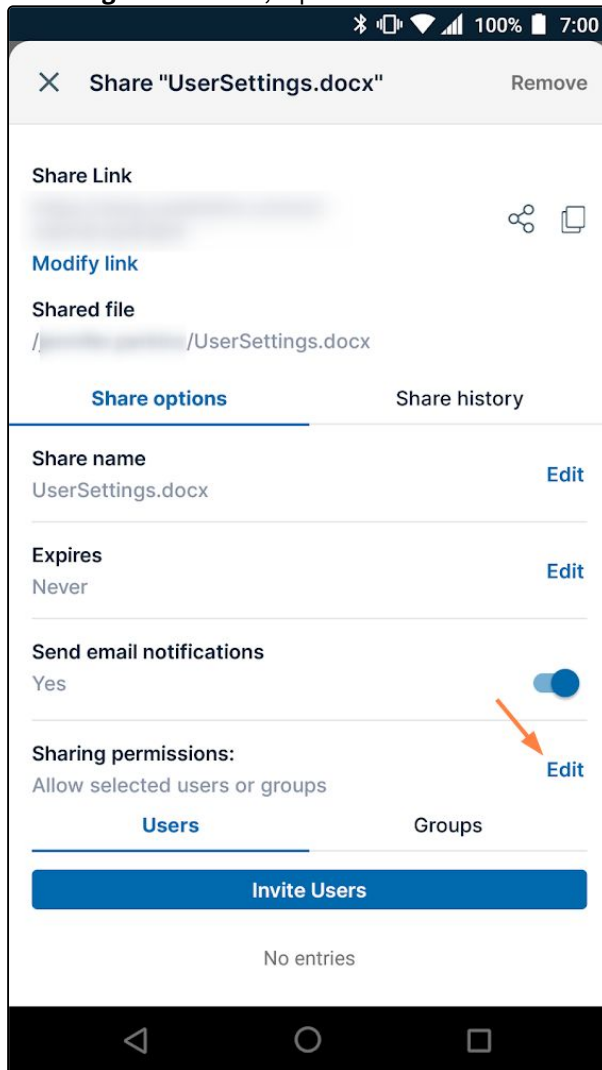 100% 7:00
Share "UserSettings.docx" Remove
Share Link
Modify link
Shared file
/ /UserSettings.docx
Share options Share history
Share name
UserSettings.docx
Edit
Expires
Never
Edit
Send email notifications
Yes
Sharing permissions:
Allow selected users or groups
Edit
Users Groups
Invite Users
No entries